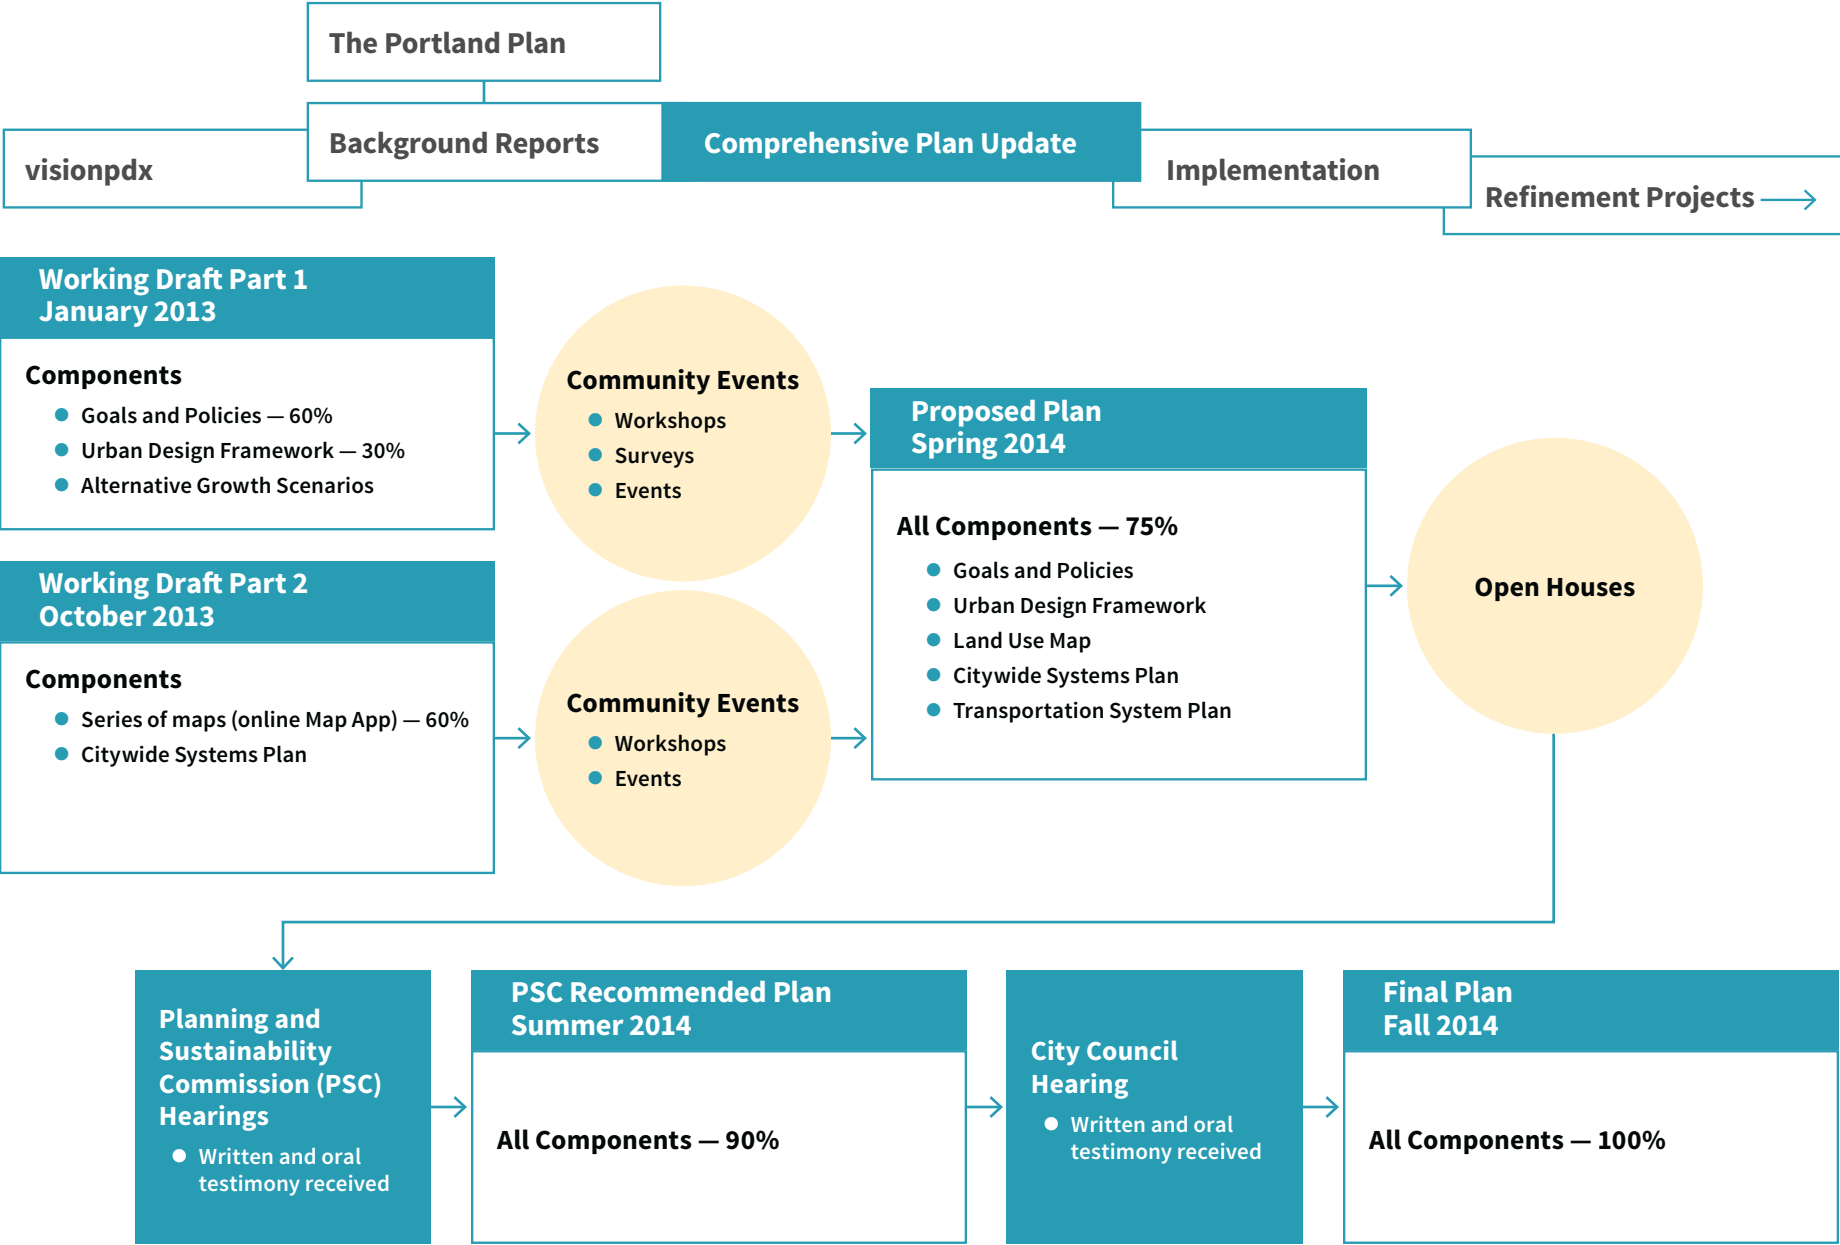 The Portland Plan
visionpdx
Background Reports
Comprehensive Plan Update
Implementation
Refinement Projects
Working Draft Part 1
January 2013
Components
Goals and Policies — 60%
Urban Design Framework — 30%
Alternative Growth Scenarios
Community Events
Workshops
Surveys
Events
Working Draft Part 2
October 2013
Components
Series of maps (online Map App) — 60%
Citywide Systems Plan
Community Events
Workshops
Events
Proposed Plan
Spring 2014
All Components — 75%
Goals and Policies
Urban Design Framework
Land Use Map
Citywide Systems Plan
Transportation System Plan
Open Houses
Planning and
Sustainability
Commission (PSC)
Hearings
Written and oral
testimony received
PSC Recommended Plan
Summer 2014
All Components — 90%
City Council
Hearing
Written and oral
testimony received
Final Plan
Fall 2014
All Components — 100%